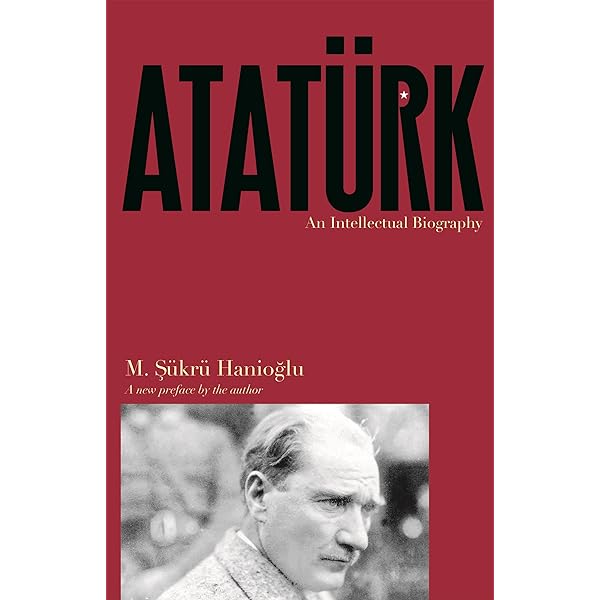 ATATÜRK
An Intellectual Biography
M. Şükrü Hanioğlu
A new preface by the author